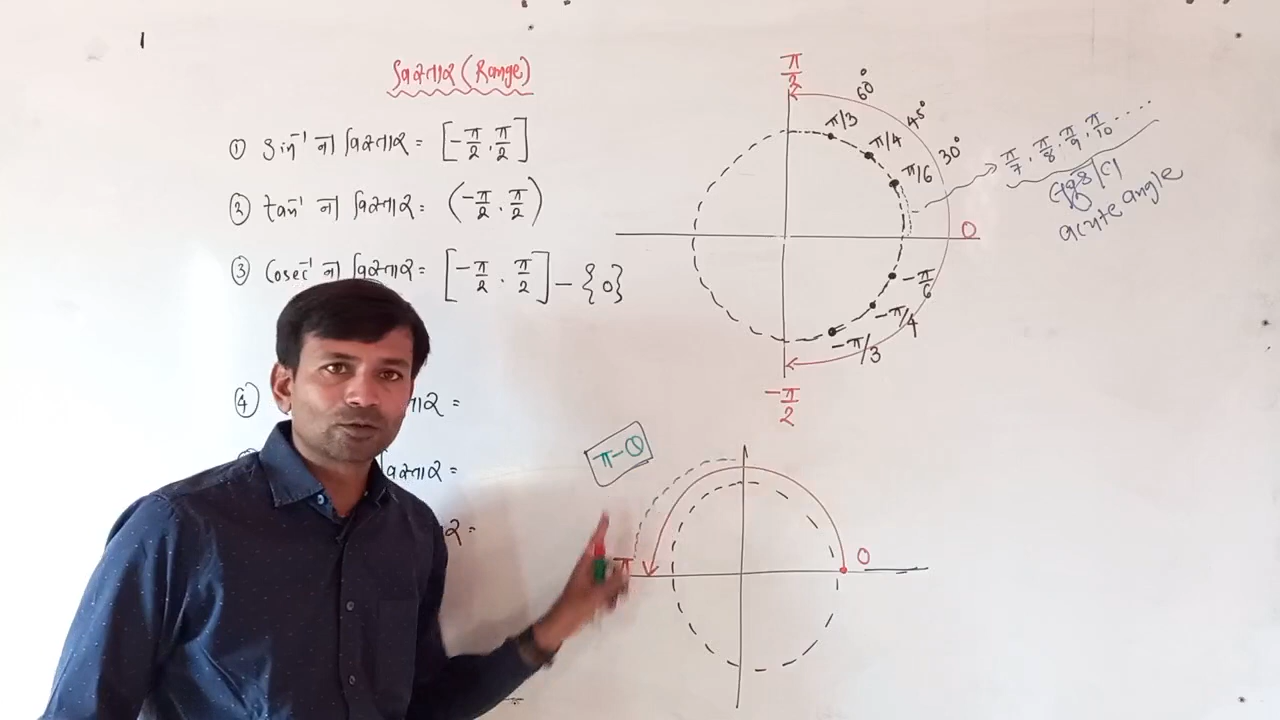 વિસ્તાર (Range)
① sin⁻¹ નો વિસ્તાર = [-π/2, π/2]
② tan⁻¹ નો વિસ્તાર = (-π/2, π/2)
③ Cosec⁻¹ નો વિસ્તાર = [-π/2, π/2] - {0}
④ તાર =
વિસ્તાર =
ર =
π/2
60°
π/3
45°
π/4
30°
π/6
π/7, π/8, π/9, π/10 .....
acute angle
0
-π/6
-π/4
-π/3
-π/2
π-θ
π
0